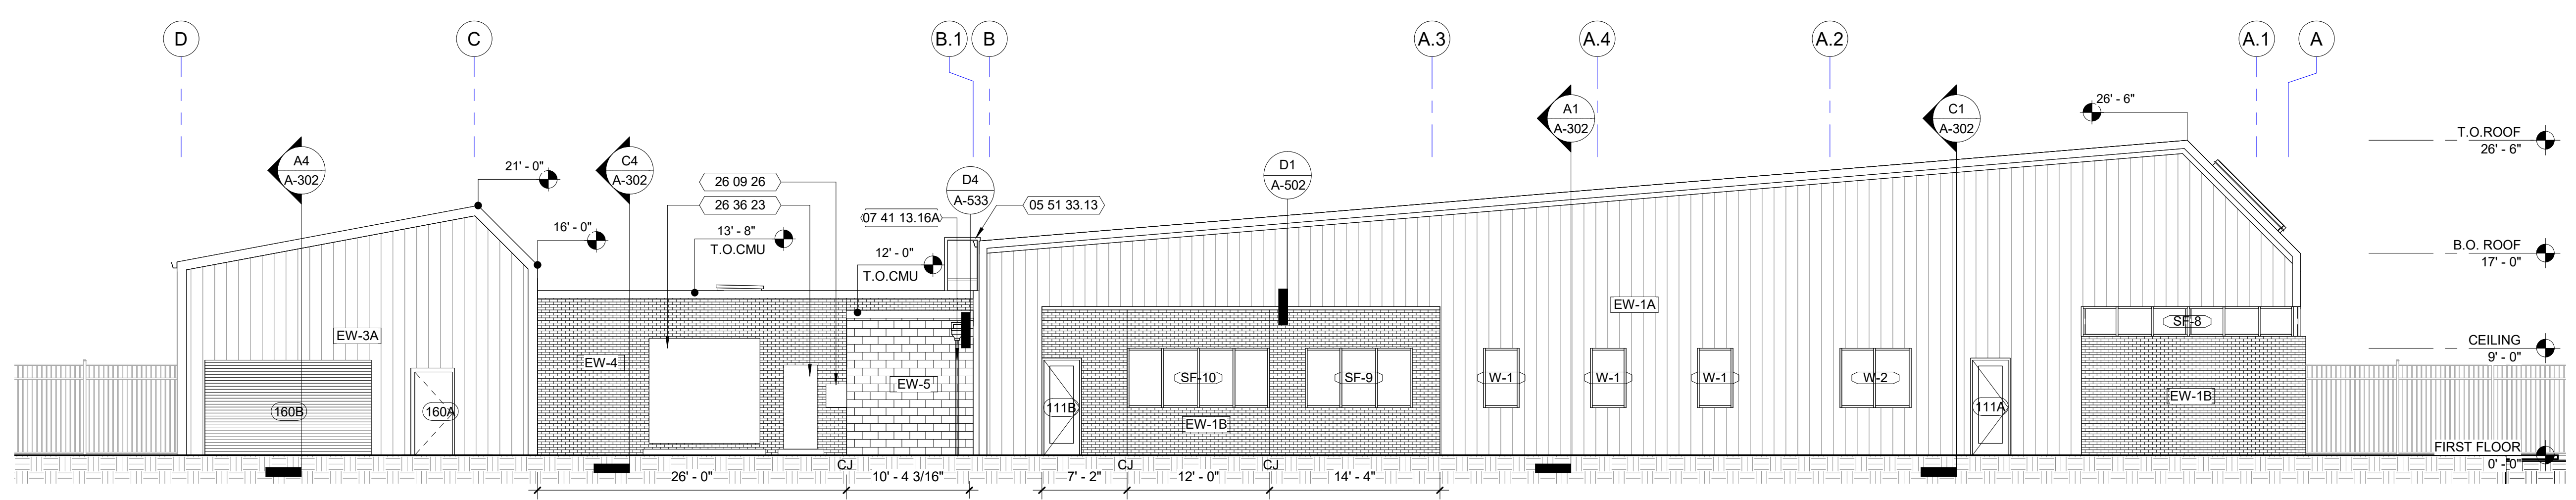 D
C
B.1
B
A.3
A.4
A.2
A.1
A
A4
A-302
21' - 0"
C4
A-302
16' - 0"
26 09 26
26 36 23
13' - 8"
T.O.CMU
07 41 13.16A
12' - 0"
T.O.CMU
D4
A-533
05 51 33.13
D1
A-502
A1
A-302
C1
A-302
26' - 6"
T.O.ROOF
26' - 6"
B.O. ROOF
17' - 0"
CEILING
9' - 0"
FIRST FLOOR
0' - 0"
EW-3A
160B
160A
EW-4
EW-5
EW-1A
111B
SF-10
SF-9
EW-1B
W-1
W-1
W-1
W-2
111A
SF-8
EW-1B
CJ
CJ
CJ
26' - 0"
10' - 4 3/16"
7' - 2"
12' - 0"
14' - 4"